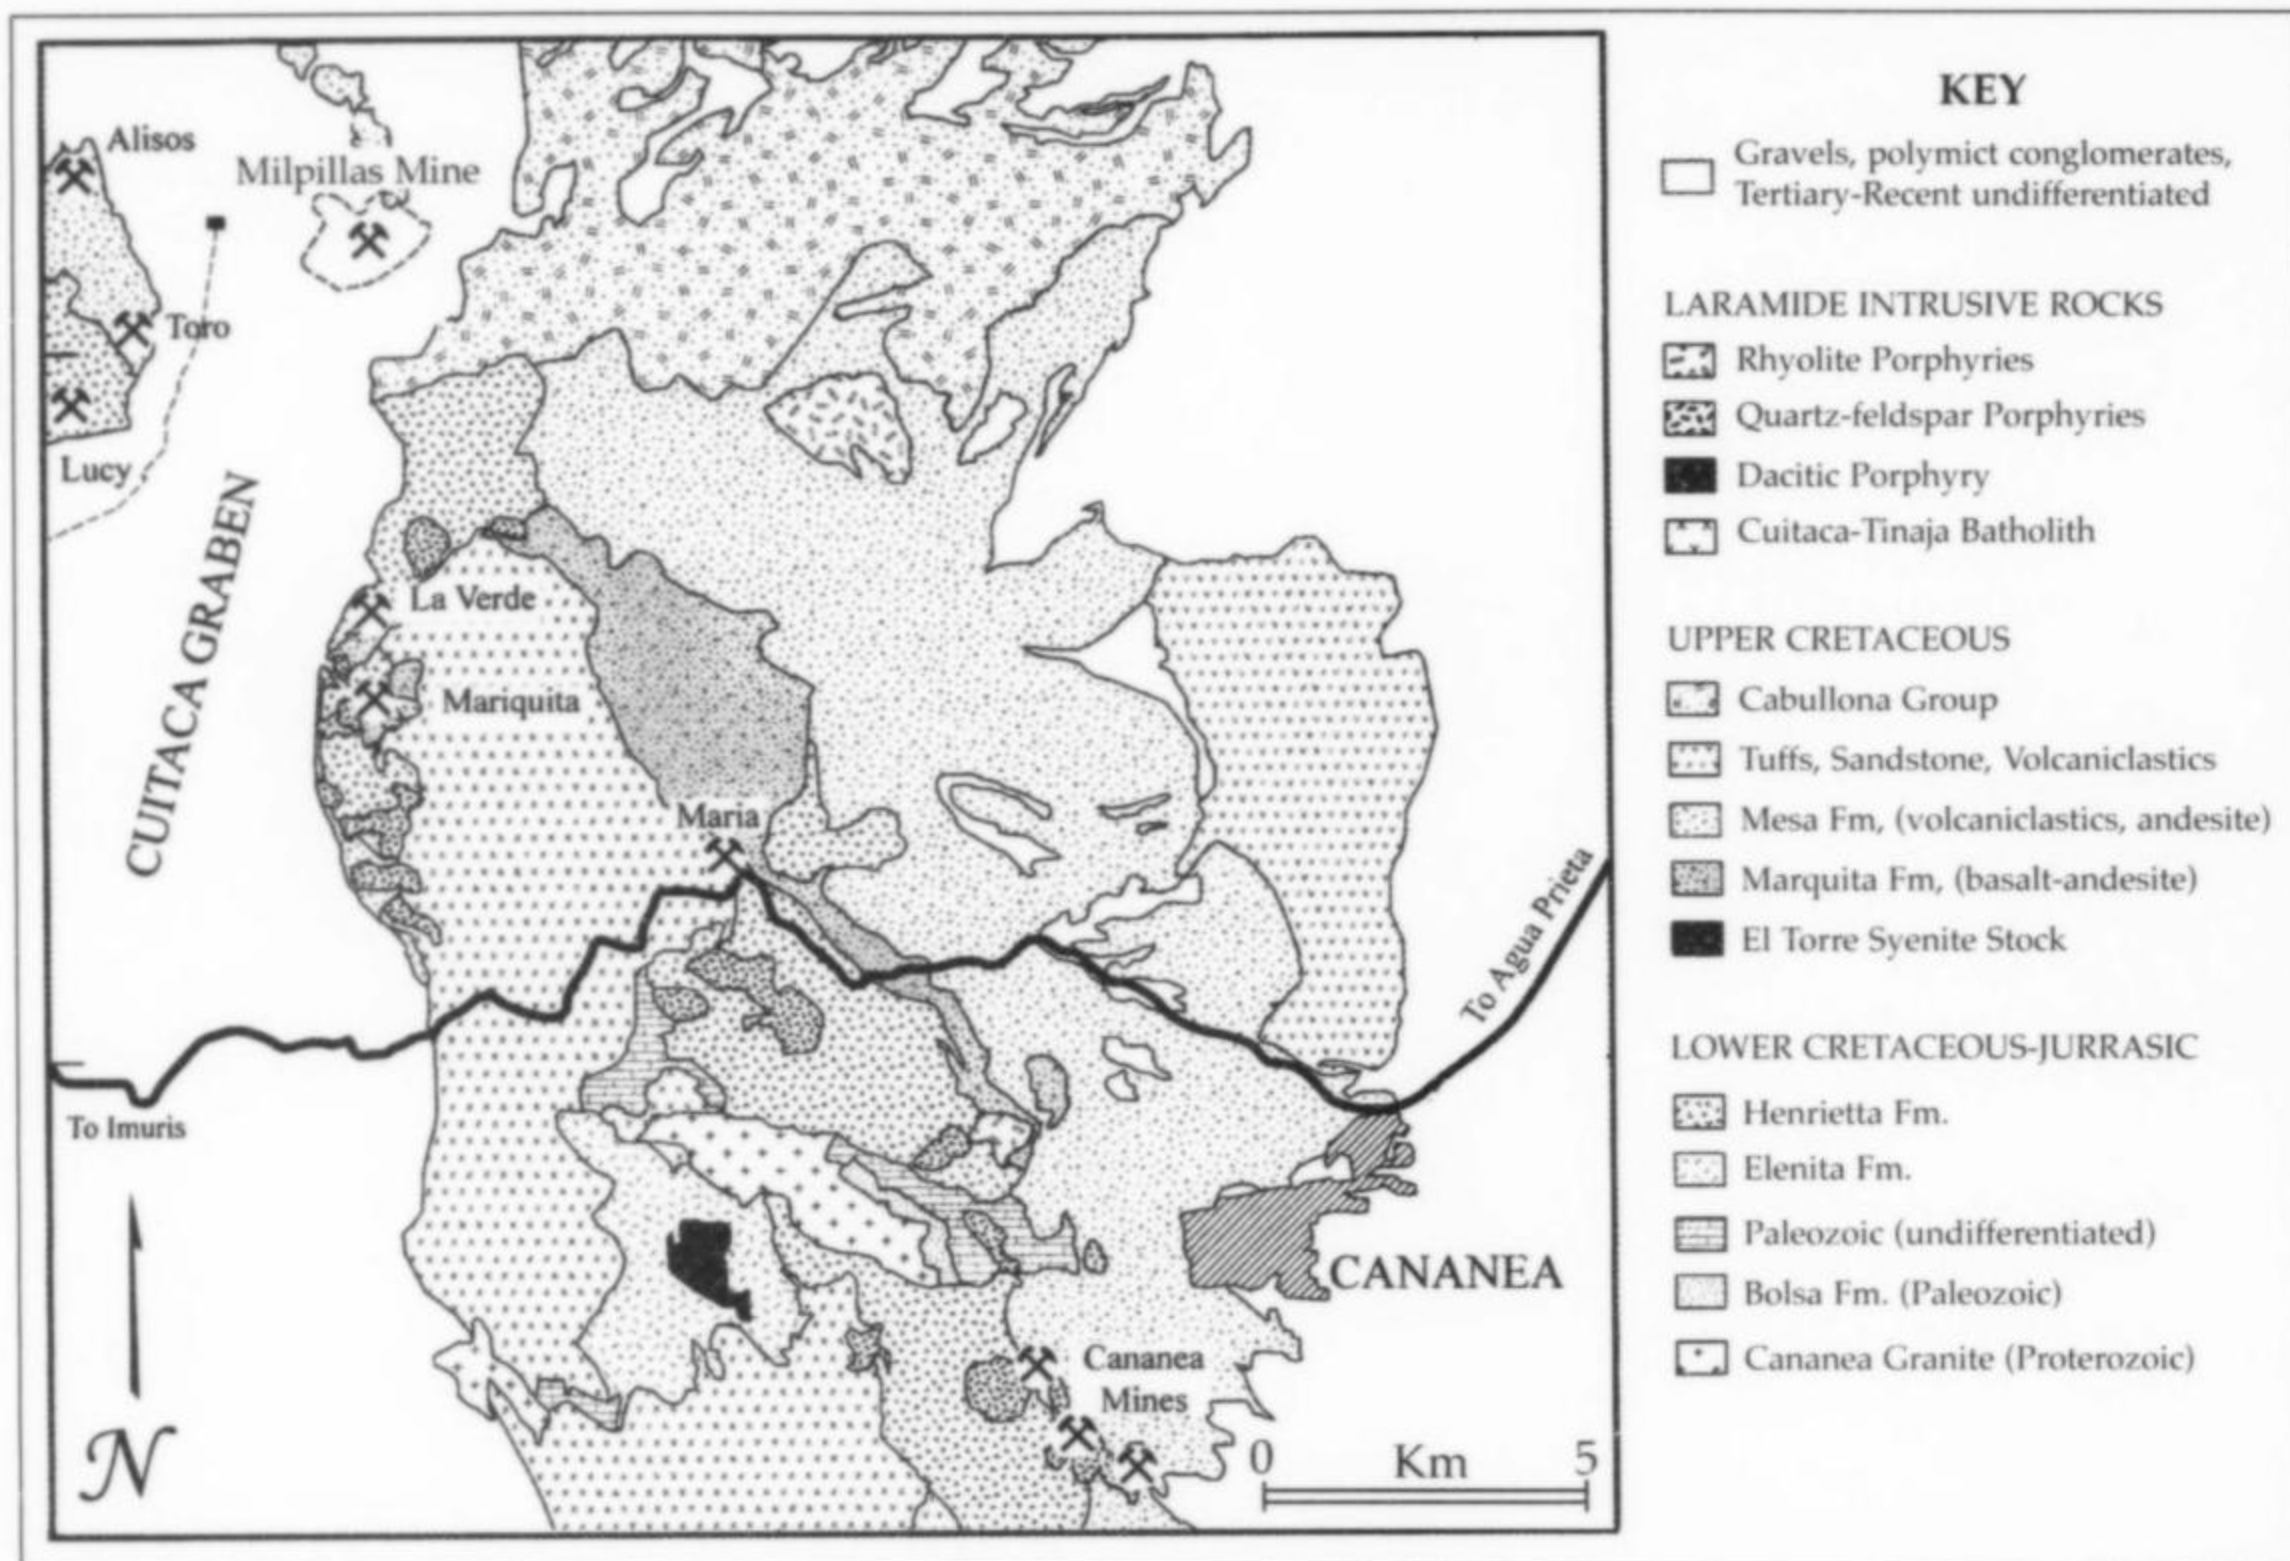 Alisos
Milpillas Mine
Toro
Lucy
CUITACA GRABEN
La Verde
Mariquita
Maria
To Agua Prieta
To Imuris
CANANEA
Cananea
Mines
N
0 Km 5
KEY
Gravels, polymict conglomerates,
Tertiary-Recent undifferentiated
LARAMIDE INTRUSIVE ROCKS
Rhyolite Porphyries
Quartz-feldspar Porphyries
Dacitic Porphyry
Cuitaca-Tinaja Batholith
UPPER CRETACEOUS
Cabullona Group
Tuffs, Sandstone, Volcaniclastics
Mesa Fm, (volcaniclastics, andesite)
Marquita Fm, (basalt-andesite)
El Torre Syenite Stock
LOWER CRETACEOUS-JURRASIC
Henrietta Fm.
Elenita Fm.
Paleozoic (undifferentiated)
Bolsa Fm. (Paleozoic)
Cananea Granite (Proterozoic)